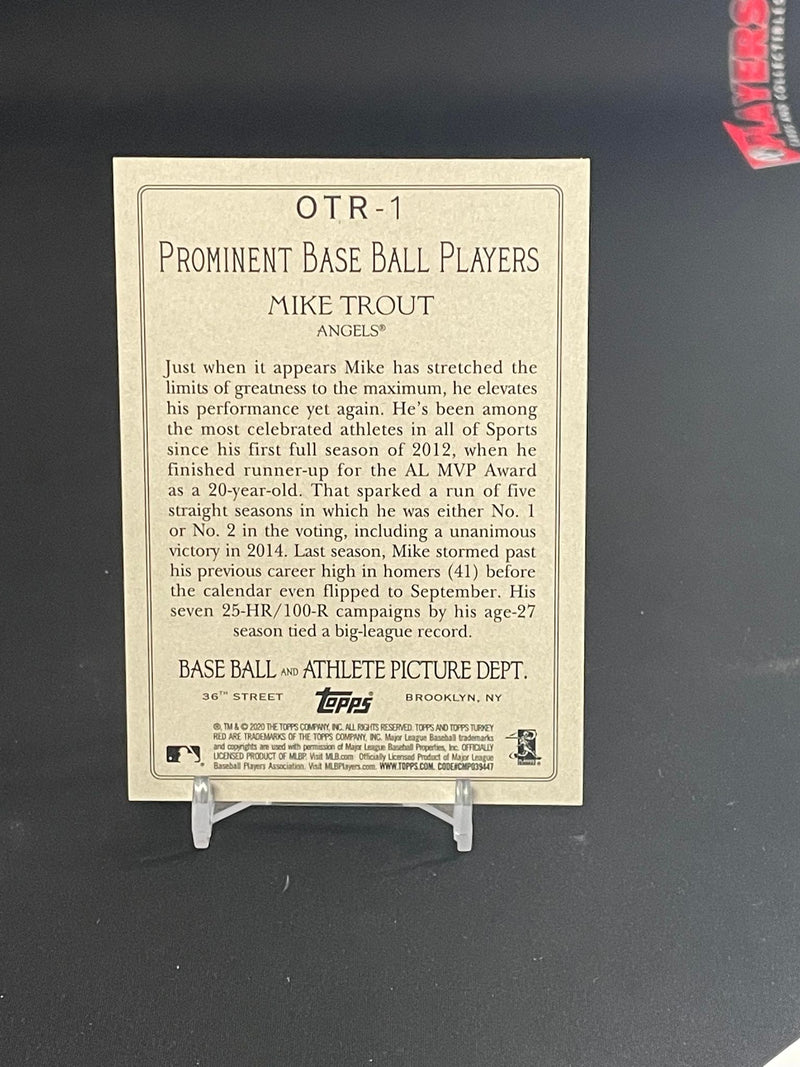 PLAYERS
CARDS AND COLLECTIBLES
OTR-1
PROMINENT BASE BALL PLAYERS
MIKE TROUT
ANGELS®
Just when it appears Mike has stretched the
limits of greatness to the maximum, he elevates
his performance yet again. He's been among
the most celebrated athletes in all of Sports
since his first full season of 2012, when he
finished runner-up for the AL MVP Award
as a 20-year-old. That sparked a run of five
straight seasons in which he was either No. 1
or No. 2 in the voting, including a unanimous
victory in 2014. Last season, Mike stormed past
his previous career high in homers (41) before
the calendar even flipped to September. His
seven 25-HR/100-R campaigns by his age-27
season tied a big-league record.
BASE BALL AND ATHLETE PICTURE DEPT.
36TH STREET Topps® BROOKLYN, NY
®, TM & © 2020 THE TOPPS COMPANY, INC. ALL RIGHTS RESERVED. TOPPS AND TOPPS TURKEY
RED ARE TRADEMARKS OF THE TOPPS COMPANY, INC. Major League Baseball trademarks
and copyrights are used with permission of Major League Baseball Properties, Inc. OFFICIALLY
LICENSED PRODUCT OF MLBP. Visit MLB.com Officially Licensed Product of Major League
Baseball Players Association. Visit MLBPlayers.com. WWW.TOPPS.COM. CODE#CMP039447